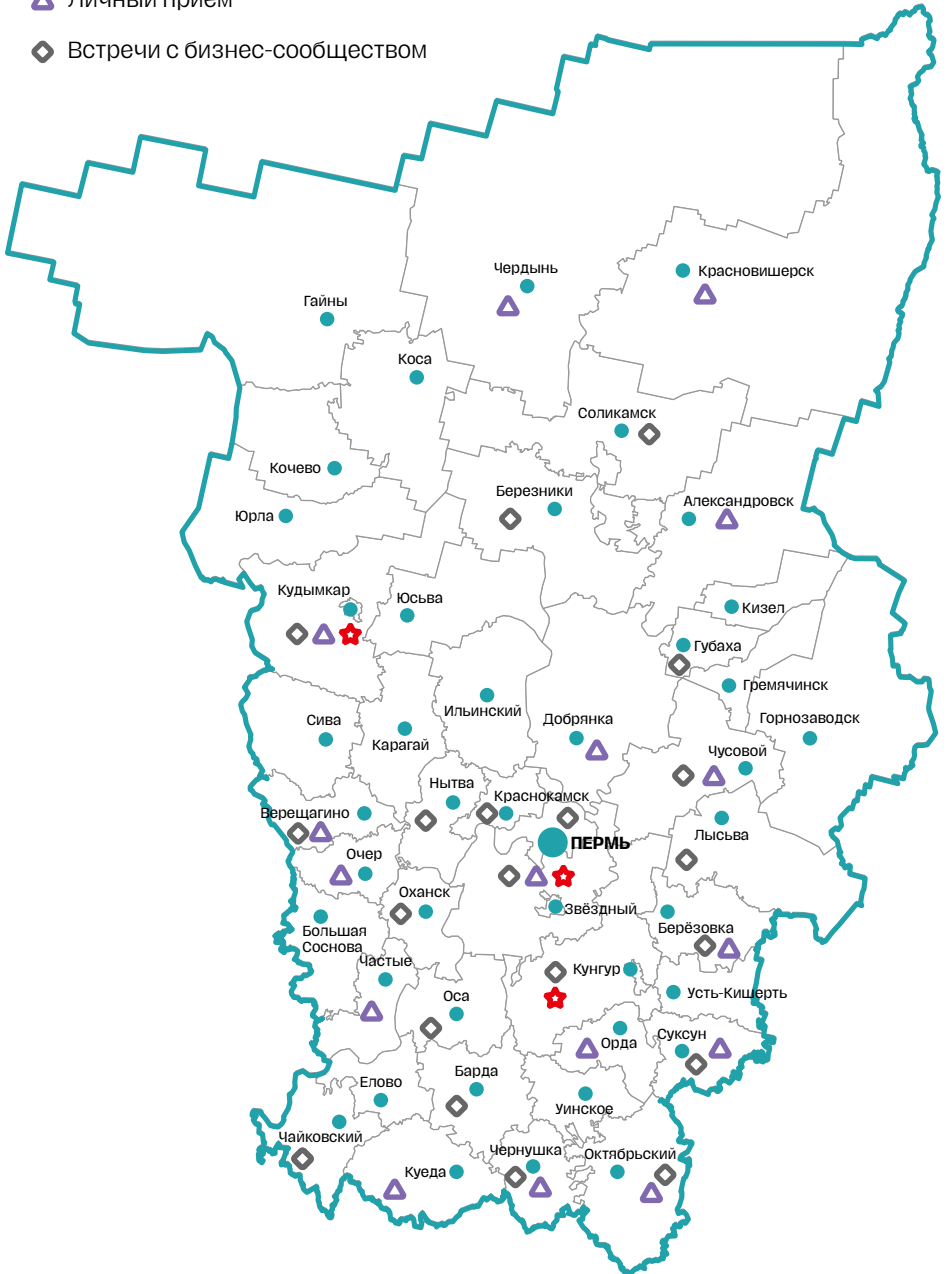 Личный приём
Встречи с бизнес-сообществом
Чердынь
Красновишерск
Гайны
Коса
Соликамск
Кочево
Березники
Александровск
Юрла
Кудымкар
Юсьва
Кизел
Губаха
Гремячинск
Ильинский
Добрянка
Горнозаводск
Сива
Карагай
Чусовой
Нытва
Краснокамск
Верещагино
Лысьва
ПЕРМЬ
Очер
Оханск
Звёздный
Берёзовка
Большая
Соснова
Частые
Кунгур
Усть-Кишерть
Оса
Орда
Суксун
Барда
Елово
Уинское
Чайковский
Чернушка
Октябрьский
Куеда